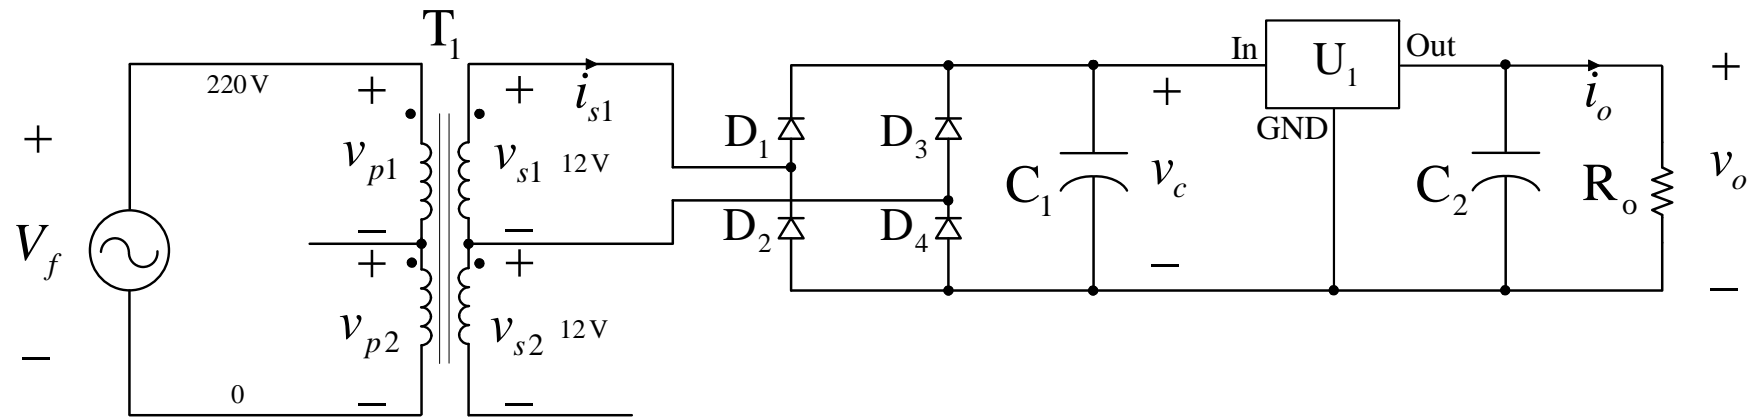 T1
In
U1
Out
220 V
+
+
is1
+
io
+
+
GND
D1
D3
vp1
vs1
12 V
C1
vc
C2
Ro
vo
−
−
D2
D4
Vf
+
+
−
−
vp2
vs2
12 V
−
0
−
−